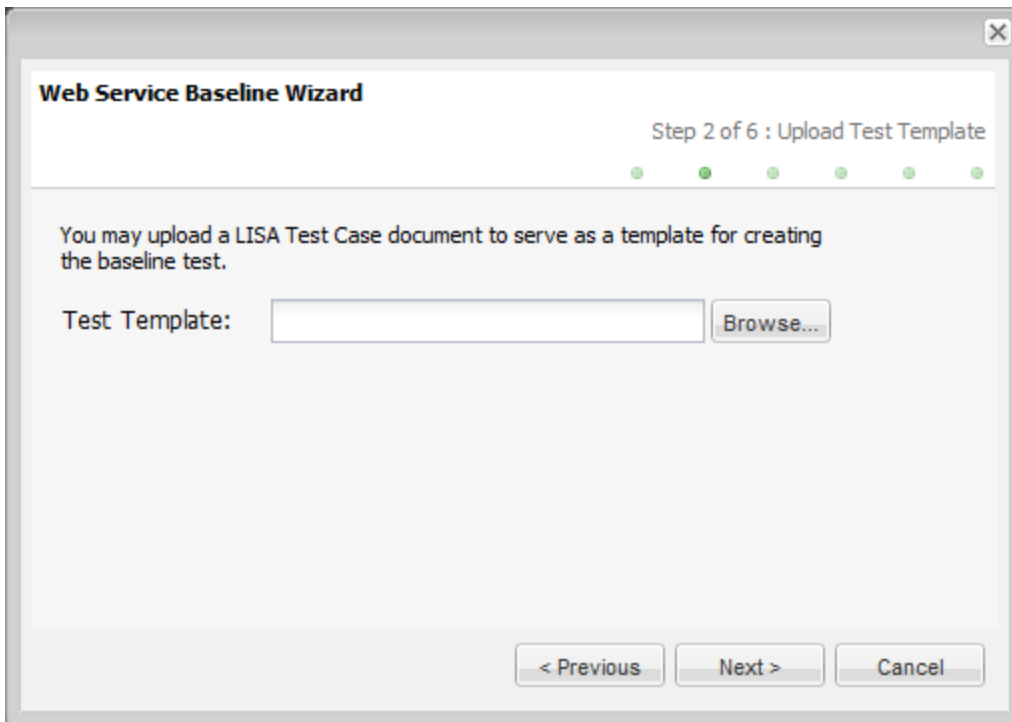 Web Service Baseline Wizard
Step 2 of 6 : Upload Test Template
You may upload a LISA Test Case document to serve as a template for creating
the baseline test.
Test Template:
Browse...
< Previous
Next >
Cancel